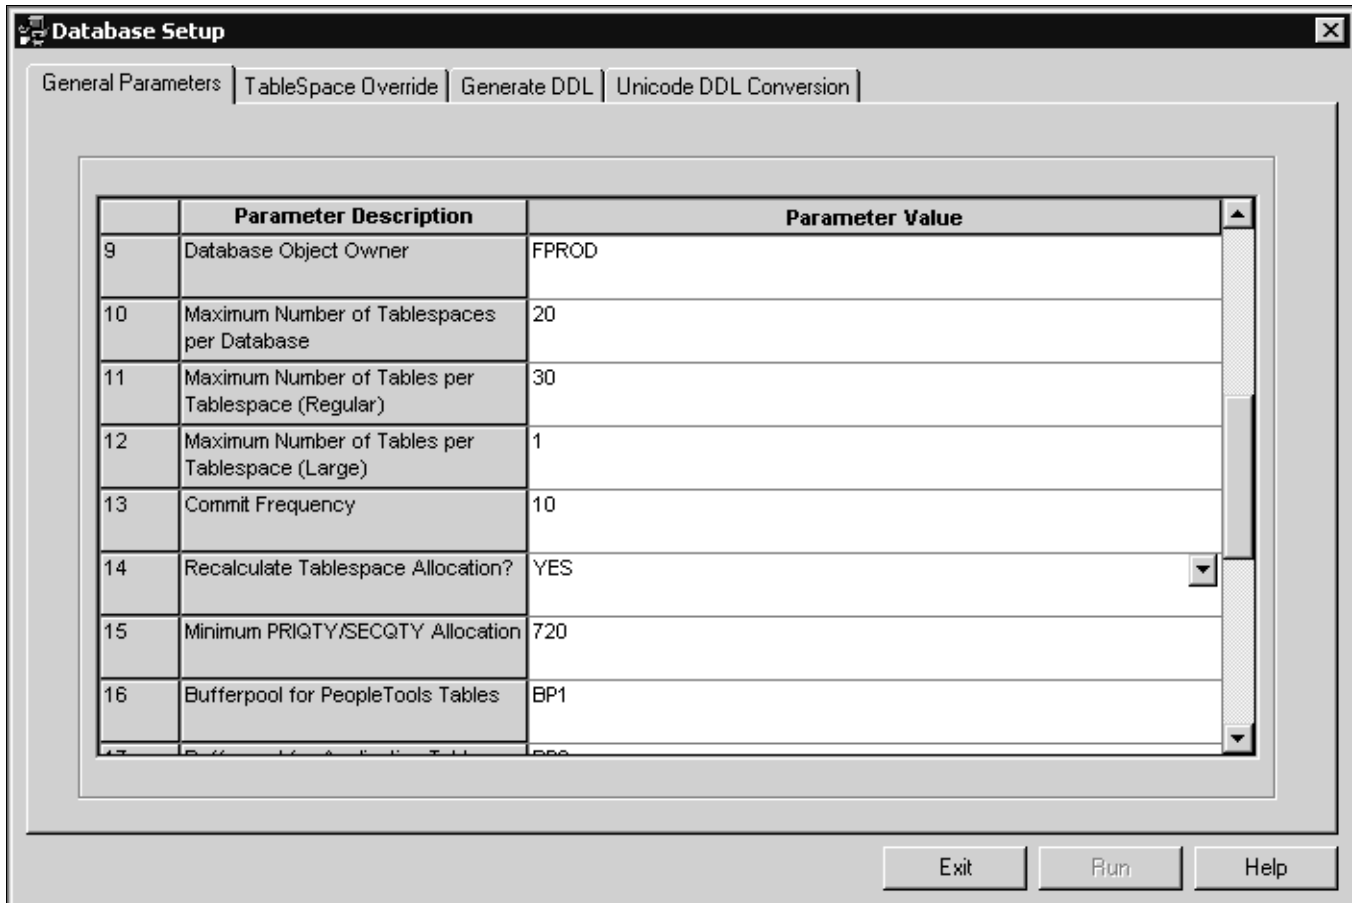 Database Setup
General Parameters TableSpace Override Generate DDL Unicode DDL Conversion
Parameter Description Parameter Value
9 Database Object Owner FPROD
10 Maximum Number of Tablespaces 20
per Database
11 Maximum Number of Tables per 30
Tablespace (Regular)
12 Maximum Number of Tables per 1
Tablespace (Large)
13 Commit Frequency 10
14 Recalculate Tablespace Allocation? YES
15 Minimum PRIQTY/SECQTY Allocation 720
16 Bufferpool for PeopleTools Tables BP1
Exit Run Help